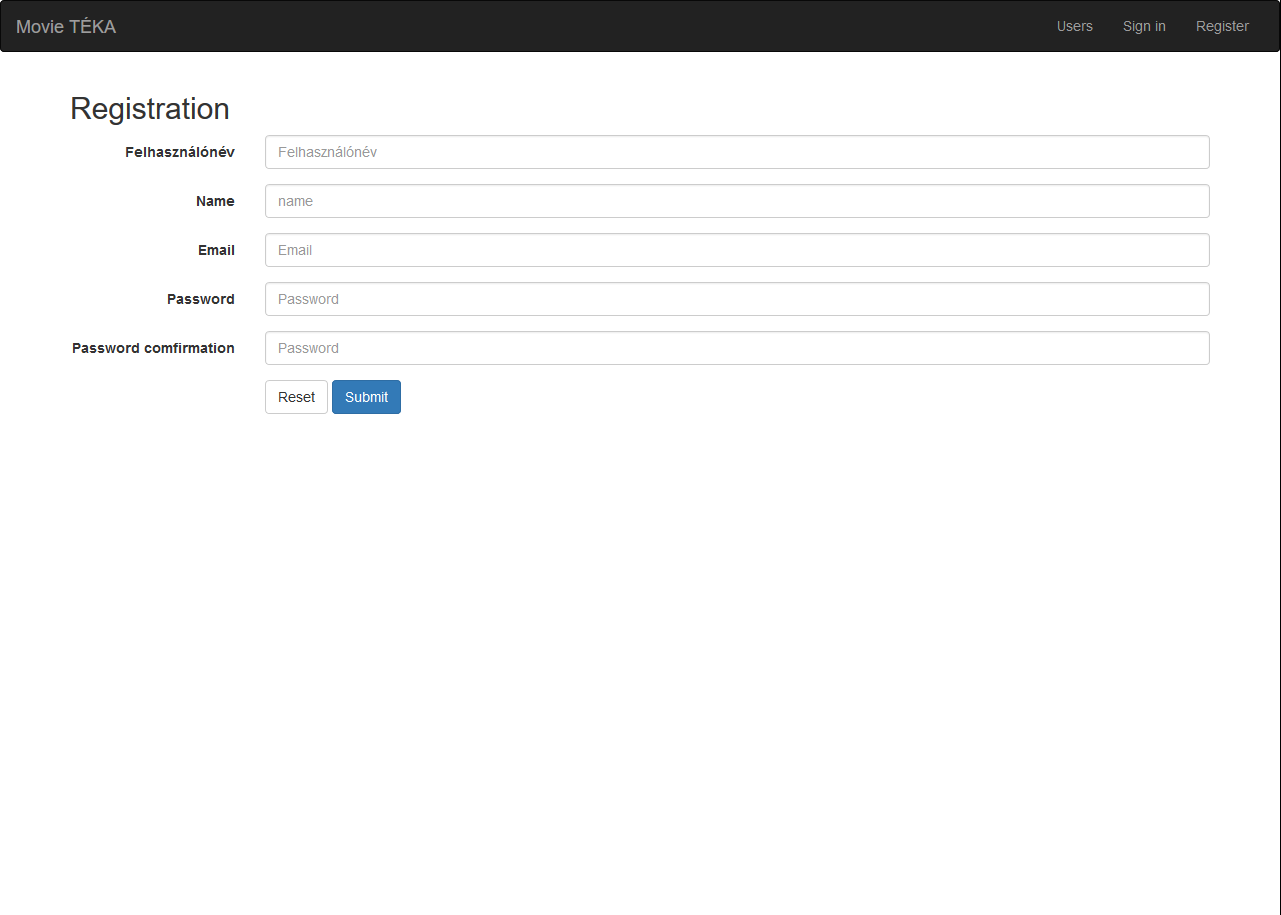 Movie TÉKA Users Sign in Register
Registration
Felhasználónév Felhasználónév
Name name
Email Email
Password Password
Password comfirmation Password
Reset Submit